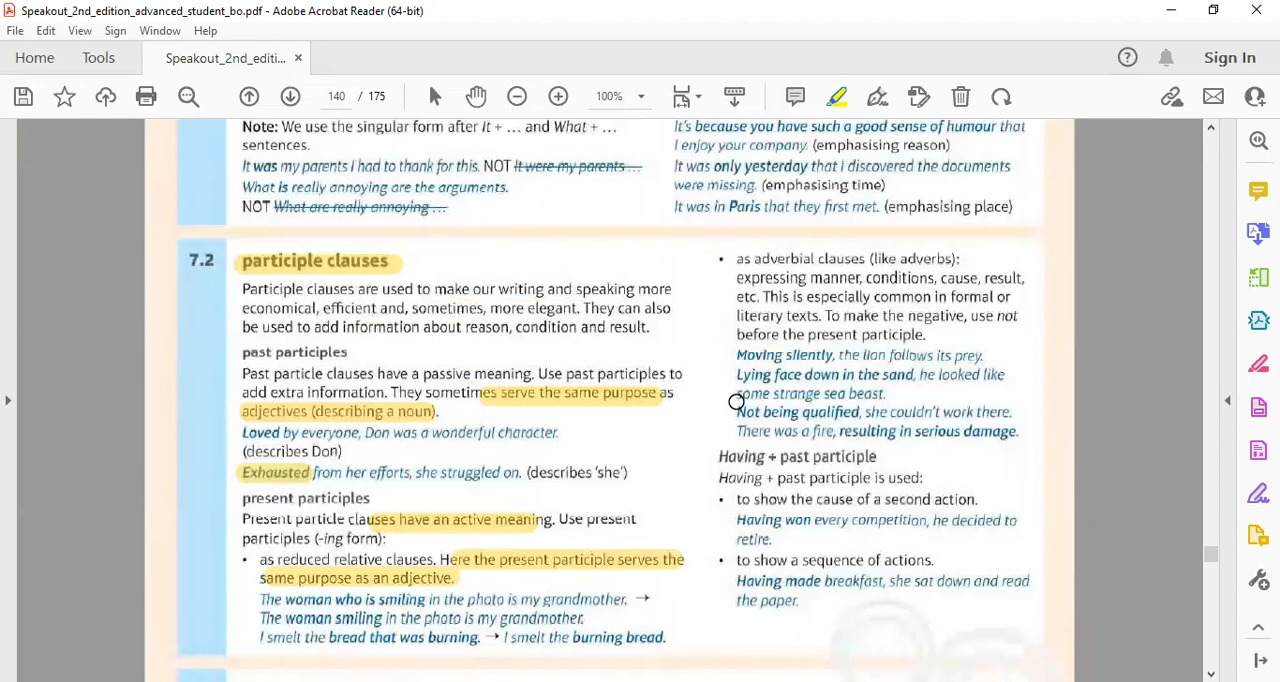 Speakout_2nd_edition_advanced_student_bo.pdf - Adobe Acrobat Reader (64-bit)
File Edit View Sign Window Help
Home Tools Speakout_2nd_editi... × Sign In
140 / 175 100%
Note: We use the singular form after It + … and What + …
sentences.
It was my parents I had to thank for this. NOT It were my parents …
What is really annoying are the arguments.
NOT What are really annoying …
It's because you have such a good sense of humour that
I enjoy your company. (emphasising reason)
It was only yesterday that I discovered the documents
were missing. (emphasising time)
It was in Paris that they first met. (emphasising place)
7.2 participle clauses
Participle clauses are used to make our writing and speaking more
economical, efficient and, sometimes, more elegant. They can also
be used to add information about reason, condition and result.
past participles
Past particle clauses have a passive meaning. Use past participles to
add extra information. They sometimes serve the same purpose as
adjectives (describing a noun).
Loved by everyone, Don was a wonderful character.
(describes Don)
Exhausted from her efforts, she struggled on. (describes 'she')
present participles
Present particle clauses have an active meaning. Use present
participles (-ing form):
• as reduced relative clauses. Here the present participle serves the
same purpose as an adjective.
The woman who is smiling in the photo is my grandmother. →
The woman smiling in the photo is my grandmother.
I smelt the bread that was burning. → I smelt the burning bread.
• as adverbial clauses (like adverbs):
expressing manner, conditions, cause, result,
etc. This is especially common in formal or
literary texts. To make the negative, use not
before the present participle.
Moving silently, the lion follows its prey.
Lying face down in the sand, he looked like
some strange sea beast.
Not being qualified, she couldn't work there.
There was a fire, resulting in serious damage.
Having + past participle
Having + past participle is used:
• to show the cause of a second action.
Having won every competition, he decided to
retire.
• to show a sequence of actions.
Having made breakfast, she sat down and read
the paper.